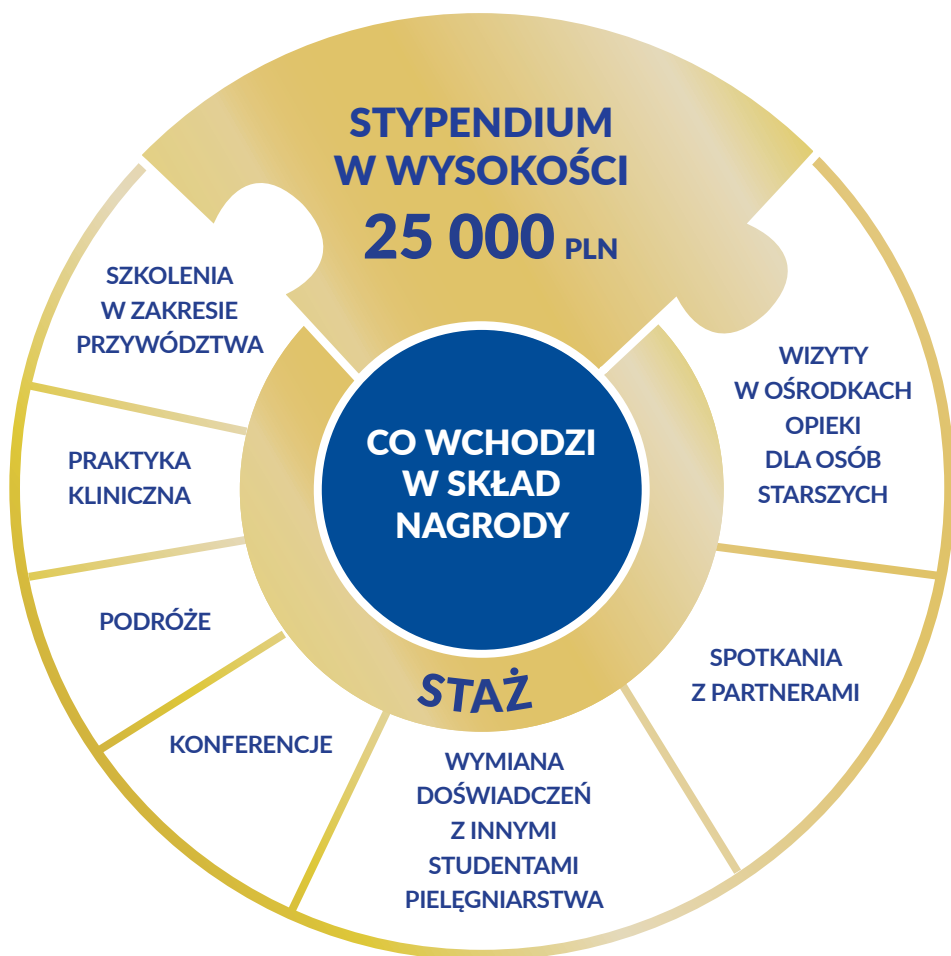 STYPENDIUM
W WYSOKOŚCI
25 000 PLN
SZKOLENIA
W ZAKRESIE
PRZYWÓDZTWA
PRAKTYKA
KLINICZNA
PODRÓŻE
KONFERENCJE
WYMIANA
DOŚWIADCZEŃ
Z INNYMI
STUDENTAMI
PIELĘGNIARSTWA
SPOTKANIA
Z PARTNERAMI
WIZYTY
W OŚRODKACH
OPIEKI
DLA OSÓB
STARSZYCH
CO WCHODZI
W SKŁAD
NAGRODY
STAŻ